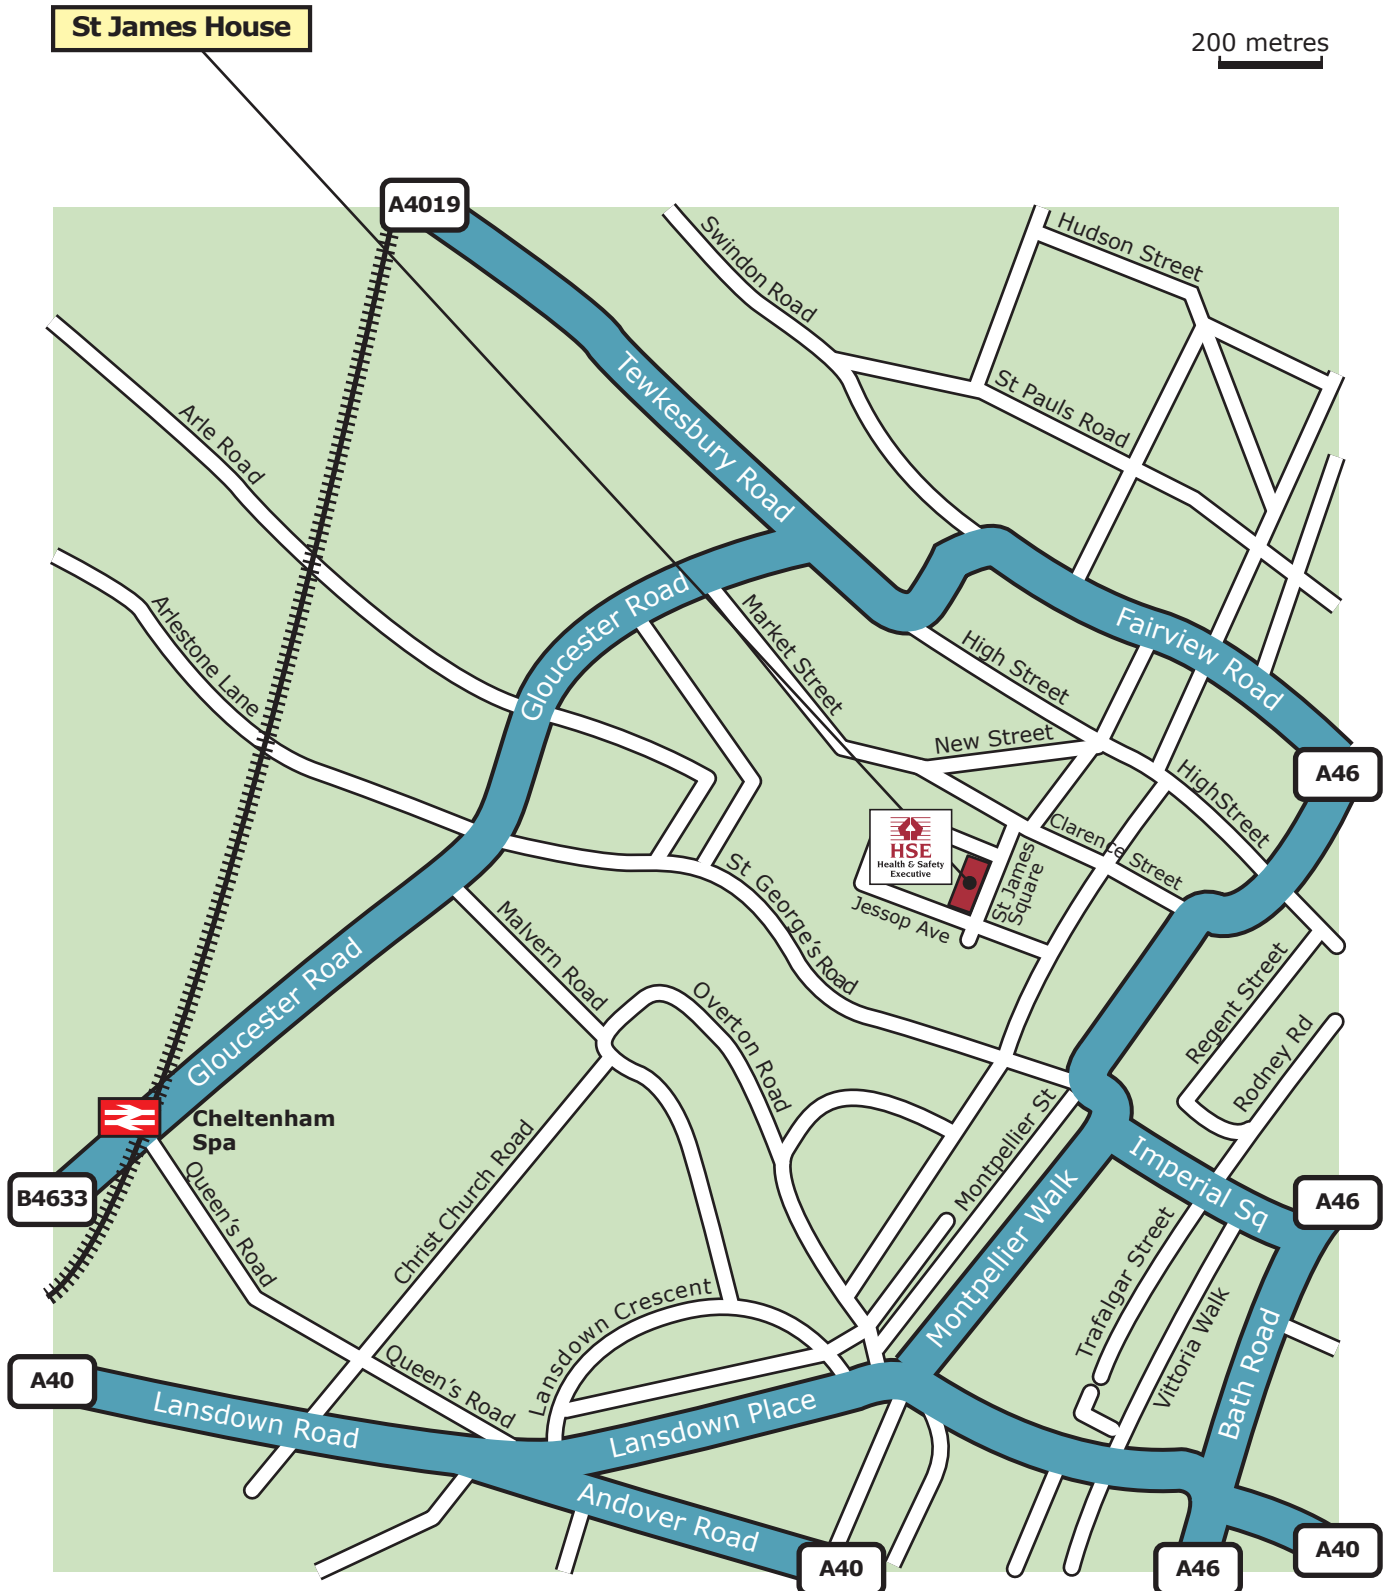 St James House
200 metres
A4019
Swindon Road
Hudson Street
Tewkesbury Road
St Pauls Road
Arle Road
Arlestone Lane
Gloucester Road
Market Street
High Street
Fairview Road
New Street
A46
HighStreet
Clarence Street
HSE
Health & Safety
Executive
St James
Square
Jessop Ave
St George's Road
Malvern Road
Overton Road
Gloucester Road
Regent Street
Rodney Rd
Cheltenham
Spa
B4633
Queen's Road
Christ Church Road
Montpellier St
Montpellier Walk
Imperial Sq
A46
Trafalgar Street
Vittoria Walk
Bath Road
Lansdown Crescent
Queen's Road
A40
Lansdown Road
Lansdown Place
Andover Road
A40
A46
A40